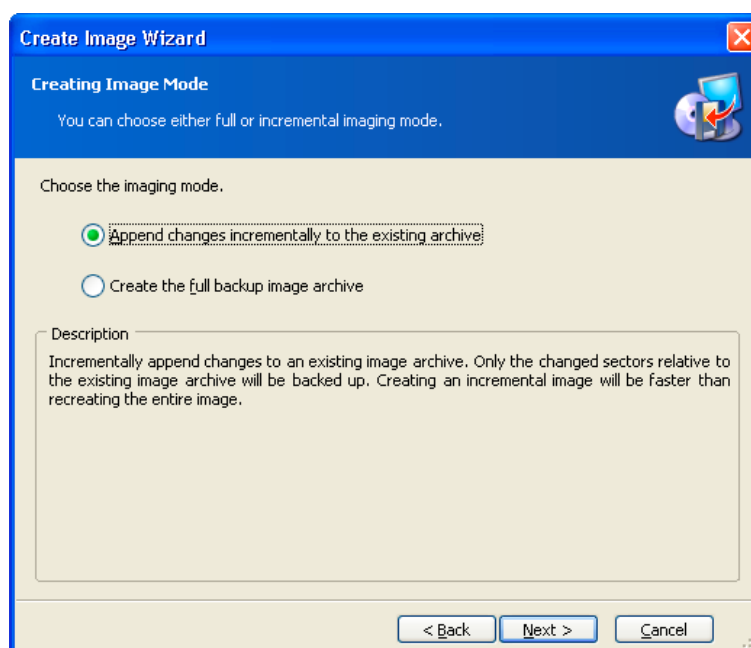 Create Image Wizard
Creating Image Mode
You can choose either full or incremental imaging mode.
Choose the imaging mode.
Append changes incrementally to the existing archive
Create the full backup image archive
Description
Incrementally append changes to an existing image archive. Only the changed sectors relative to
the existing image archive will be backed up. Creating an incremental image will be faster than
recreating the entire image.
< Back Next > Cancel